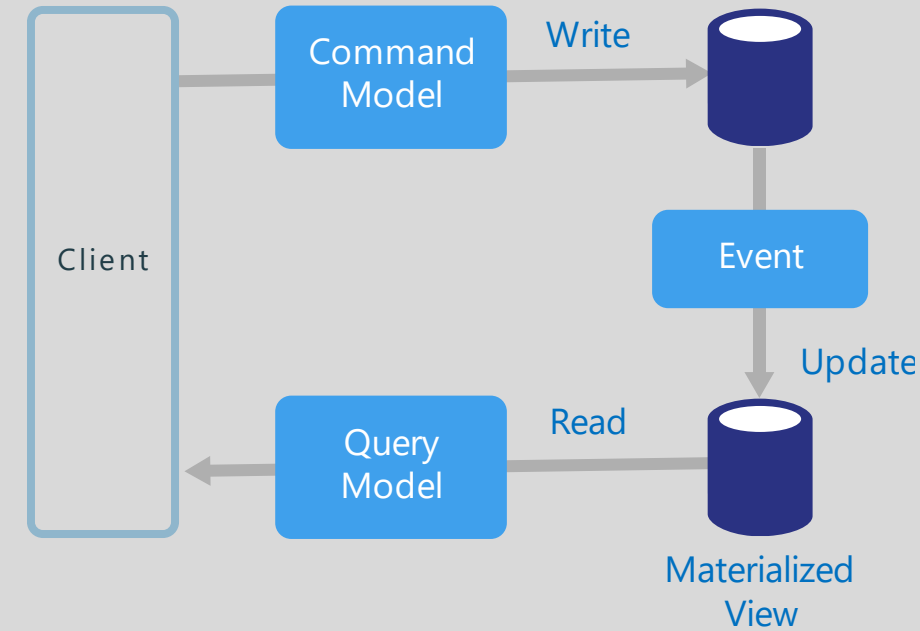 Command
Model
Write
Client
Event
Update
Query
Model
Read
Materialized
View